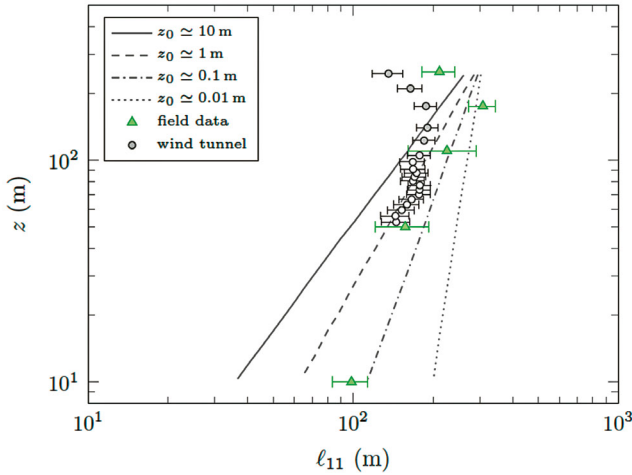 z₀ ≃ 10 m
z₀ ≃ 1 m
z₀ ≃ 0.1 m
z₀ ≃ 0.01 m
field data
wind tunnel
z (m)
10²
10¹
10¹ 10² 10³
ℓ₁₁ (m)